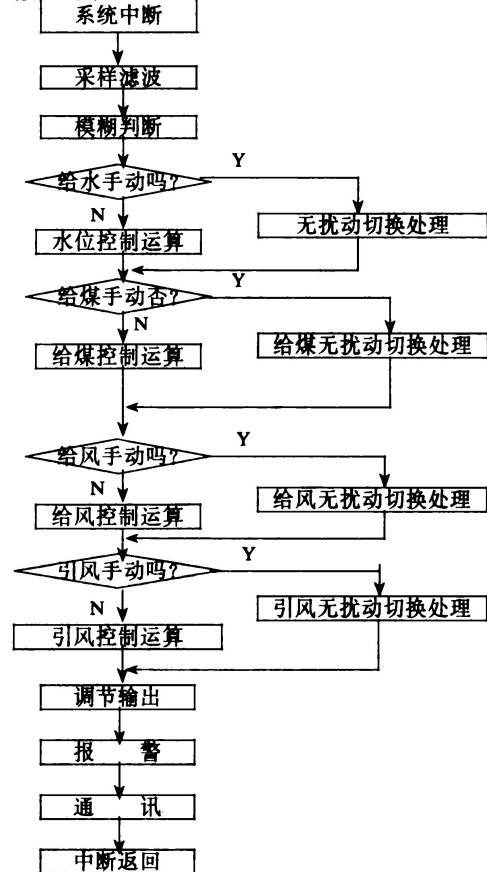 系统中断
采样滤波
模糊判断
给水手动吗?
Y
N
无扰动切换处理
水位控制运算
给煤手动否?
Y
N
给煤控制运算
给煤无扰动切换处理
给风手动吗?
Y
N
给风控制运算
给风无扰动切换处理
引风手动吗?
Y
N
引风控制运算
引风无扰动切换处理
调节输出
报 警
通 讯
中断返回